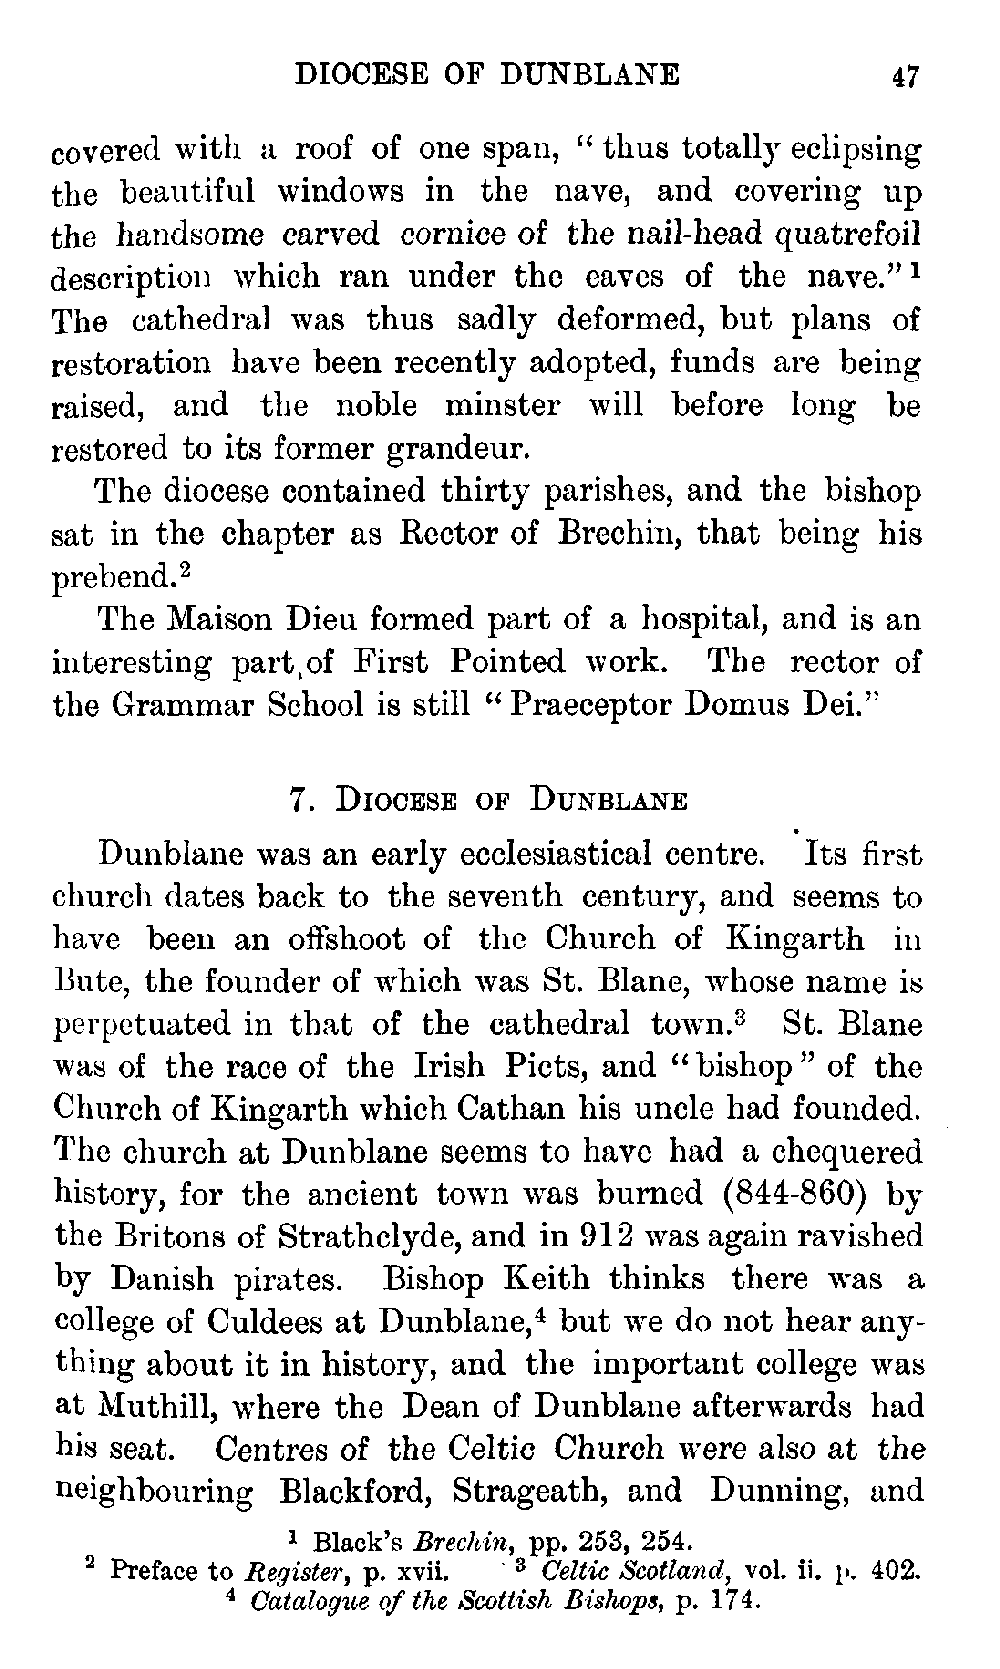 DIOCESE OF DUNBLANE 47
covered with a roof of one span, “ thus totally eclipsing
the beautiful windows in the nave, and covering up
the handsome carved cornice of the nail-head quatrefoil
description which ran under the eaves of the nave.” ¹
The cathedral was thus sadly deformed, but plans of
restoration have been recently adopted, funds are being
raised, and the noble minster will before long be
restored to its former grandeur.
The diocese contained thirty parishes, and the bishop
sat in the chapter as Rector of Brechin, that being his
prebend.²
The Maison Dieu formed part of a hospital, and is an
interesting part of First Pointed work. The rector of
the Grammar School is still “ Praeceptor Domus Dei.”
7. DIOCESE OF DUNBLANE
Dunblane was an early ecclesiastical centre. Its first
church dates back to the seventh century, and seems to
have been an offshoot of the Church of Kingarth in
Bute, the founder of which was St. Blane, whose name is
perpetuated in that of the cathedral town.³ St. Blane
was of the race of the Irish Picts, and “ bishop ” of the
Church of Kingarth which Cathan his uncle had founded.
The church at Dunblane seems to have had a chequered
history, for the ancient town was burned (844-860) by
the Britons of Strathclyde, and in 912 was again ravished
by Danish pirates. Bishop Keith thinks there was a
college of Culdees at Dunblane,⁴ but we do not hear any-
thing about it in history, and the important college was
at Muthill, where the Dean of Dunblane afterwards had
his seat. Centres of the Celtic Church were also at the
neighbouring Blackford, Strageath, and Dunning, and
¹ Black’s Brechin, pp. 253, 254.
² Preface to Register, p. xvii. ³ Celtic Scotland, vol. ii. p. 402.
⁴ Catalogue of the Scottish Bishops, p. 174.